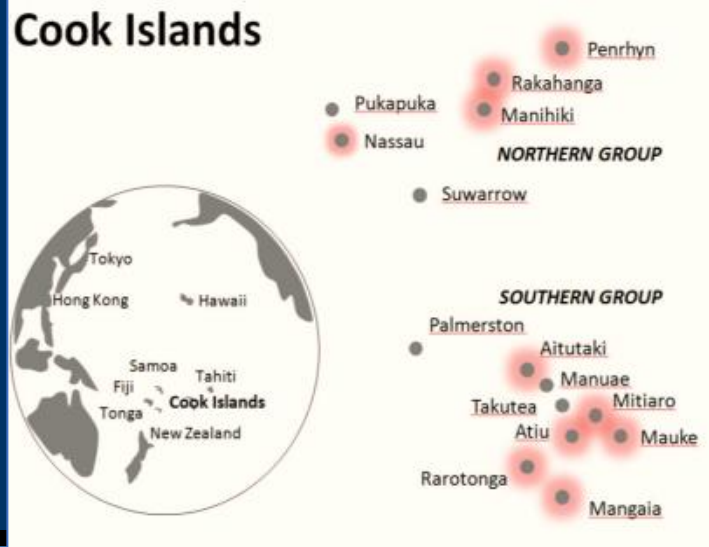 Cook Islands
Penrhyn
Rakahanga
Pukapuka
Manihiki
Nassau
NORTHERN GROUP
Suwarrow
Tokyo
Hong Kong
Hawaii
Samoa
Tahiti
Fiji
Cook Islands
Tonga
New Zealand
SOUTHERN GROUP
Palmerston
Aitutaki
Manuae
Takutea
Mitiaro
Atiu
Mauke
Rarotonga
Mangaia